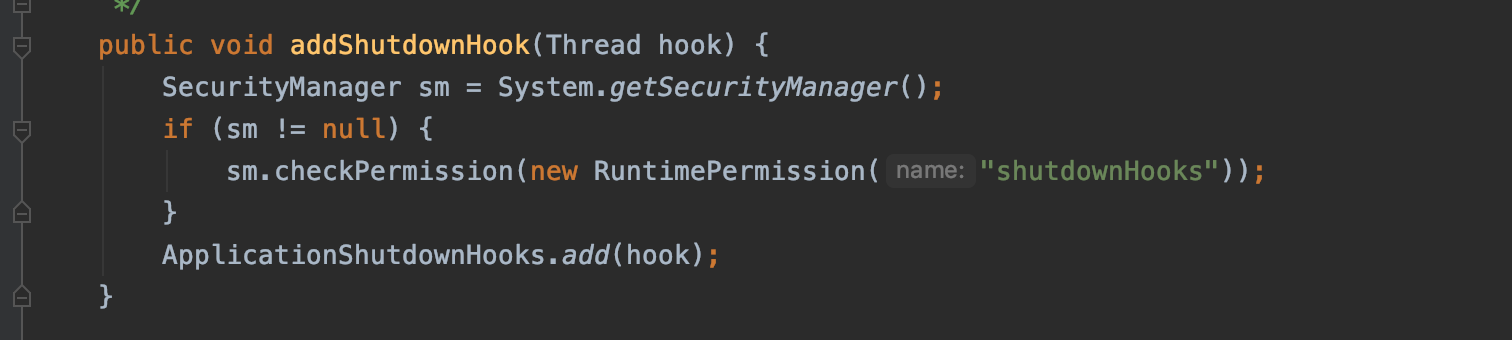 */
public void addShutdownHook(Thread hook) {
SecurityManager sm = System.getSecurityManager();
if (sm != null) {
sm.checkPermission(new RuntimePermission( name: "shutdownHooks"));
}
ApplicationShutdownHooks.add(hook);
}